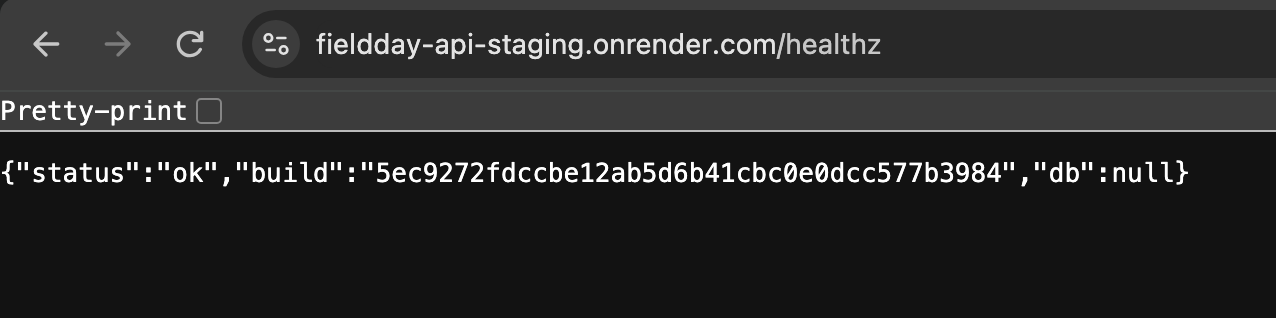 fieldday-api-staging.onrender.com/healthz
Pretty-print
{"status":"ok","build":"5ec9272fdccbe12ab5d6b41cbc0e0dcc577b3984","db":null}